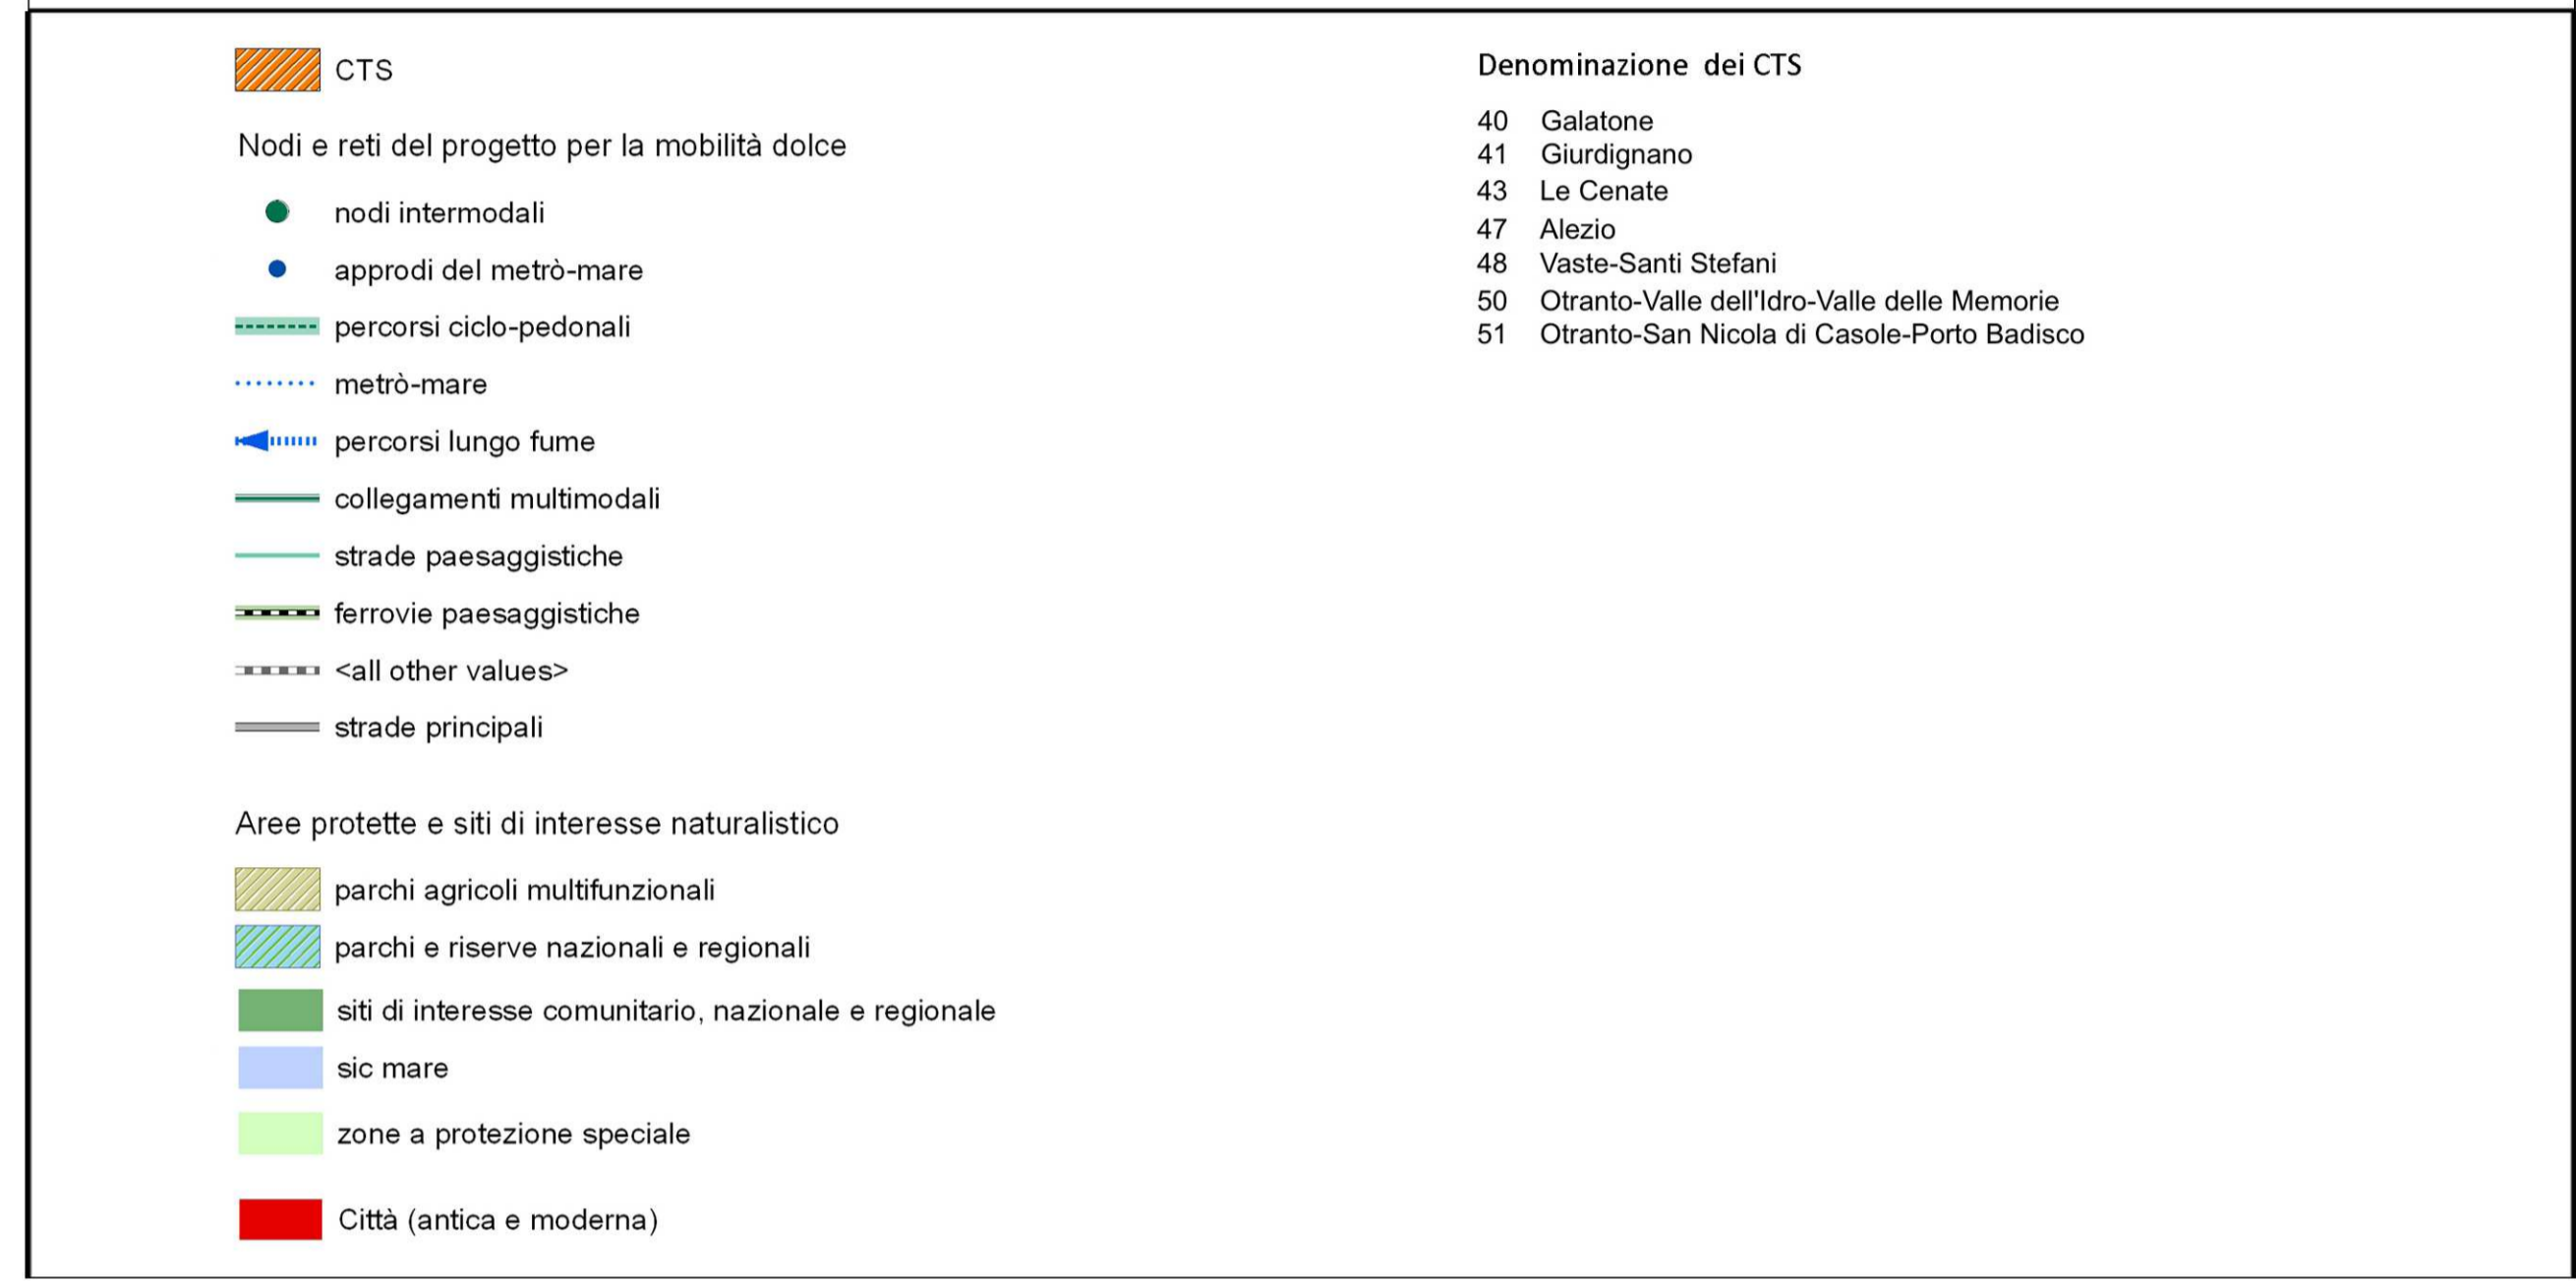 CTS
Nodi e reti del progetto per la mobilità dolce
nodi intermodali
approdi del metrò-mare
percorsi ciclo-pedonali
metrò-mare
percorsi lungo fume
collegamenti multimodali
strade paesaggistiche
ferrovie paesaggistiche
<all other values>
strade principali
Aree protette e siti di interesse naturalistico
parchi agricoli multifunzionali
parchi e riserve nazionali e regionali
siti di interesse comunitario, nazionale e regionale
sic mare
zone a protezione speciale
Città (antica e moderna)
Denominazione dei CTS
40 Galatone
41 Giurdignano
43 Le Cenate
47 Alezio
48 Vaste-Santi Stefani
50 Otranto-Valle dell'Idro-Valle delle Memorie
51 Otranto-San Nicola di Casole-Porto Badisco